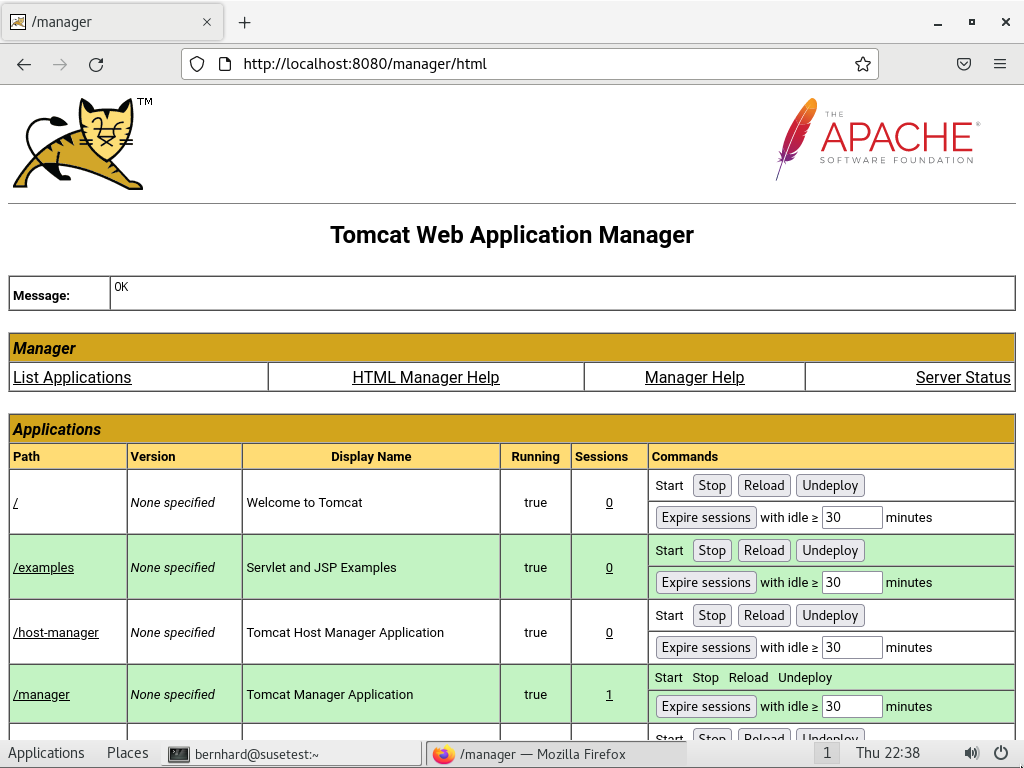 /manager
http://localhost:8080/manager/html
TM
THE
APACHE®
SOFTWARE FOUNDATION
Tomcat Web Application Manager
Message: OK
Manager
List Applications HTML Manager Help Manager Help Server Status
Applications
Path Version Display Name Running Sessions Commands
Start Stop Reload Undeploy
/ None specified Welcome to Tomcat true 0
Expire sessions with idle ≥ 30 minutes
Start Stop Reload Undeploy
/examples None specified Servlet and JSP Examples true 0
Expire sessions with idle ≥ 30 minutes
Start Stop Reload Undeploy
/host-manager None specified Tomcat Host Manager Application true 0
Expire sessions with idle ≥ 30 minutes
Start Stop Reload Undeploy
/manager None specified Tomcat Manager Application true 1
Expire sessions with idle ≥ 30 minutes
Start Stop Reload Undeploy
Applications Places bernhard@susetest:~ /manager — Mozilla Firefox 1 Thu 22:38